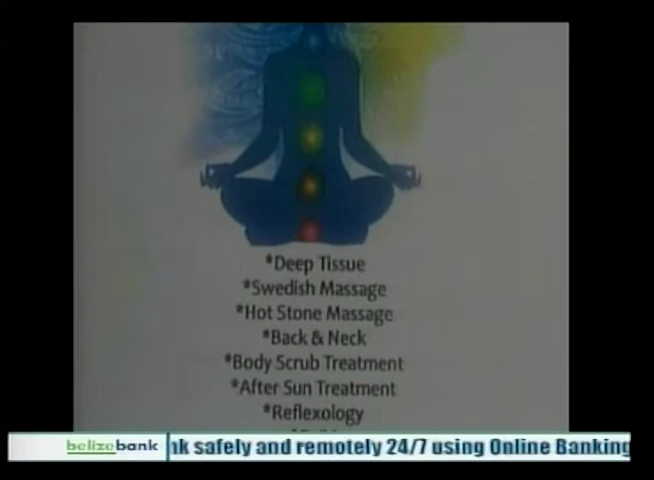 *Deep Tissue
*Swedish Massage
*Hot Stone Massage
*Back & Neck
*Body Scrub Treatment
*After Sun Treatment
*Reflexology
belizebank nk safely and remotely 24/7 using Online Banking